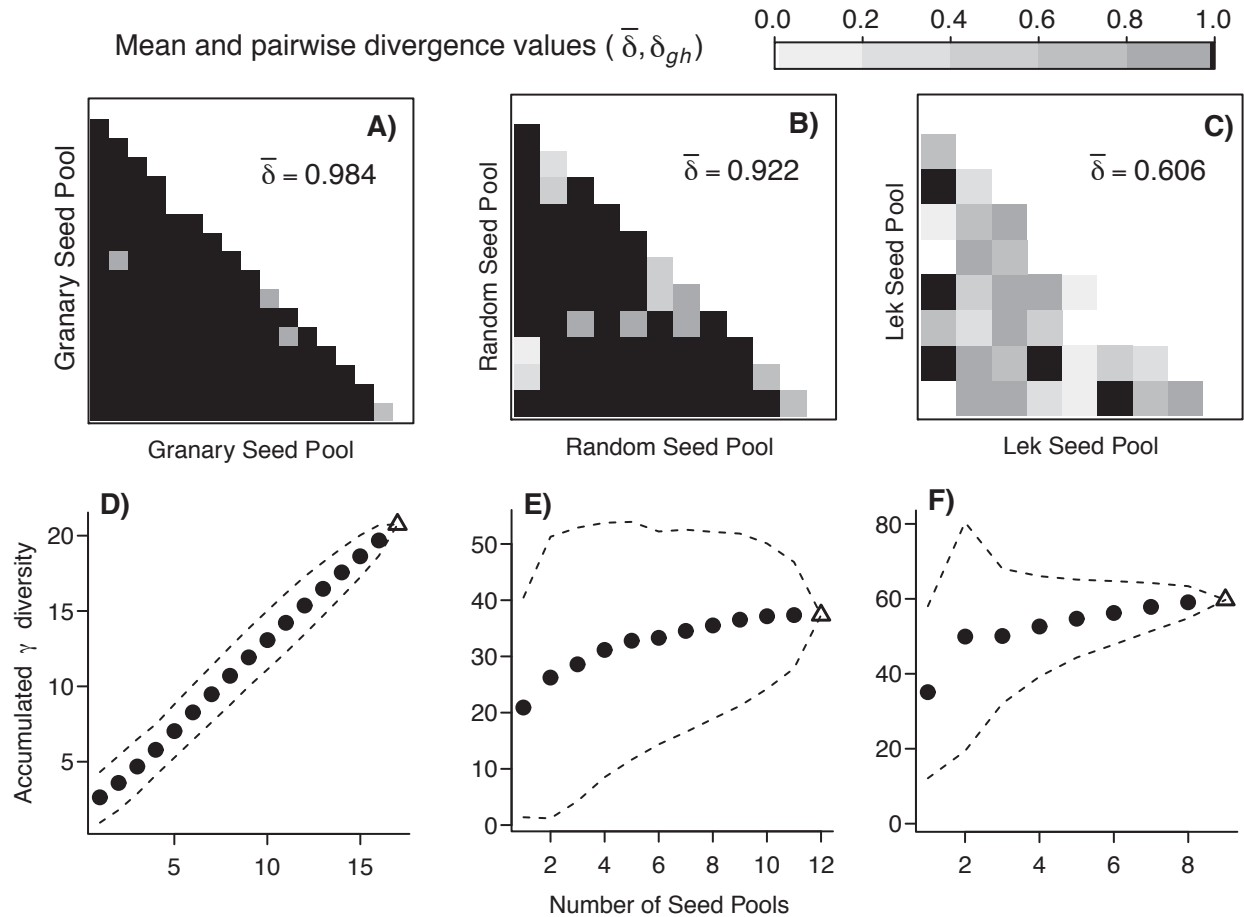 Mean and pairwise divergence values ( δ̅, δgh)
0.0 0.2 0.4 0.6 0.8 1.0
A)
δ̅ = 0.984
Granary Seed Pool
Granary Seed Pool
B)
δ̅ = 0.922
Random Seed Pool
Random Seed Pool
C)
δ̅ = 0.606
Lek Seed Pool
Lek Seed Pool
D)
Accumulated γ diversity
20
15
10
5
5 10 15
E)
50
40
30
20
10
0
2 4 6 8 10 12
Number of Seed Pools
F)
80
60
40
20
0
2 4 6 8